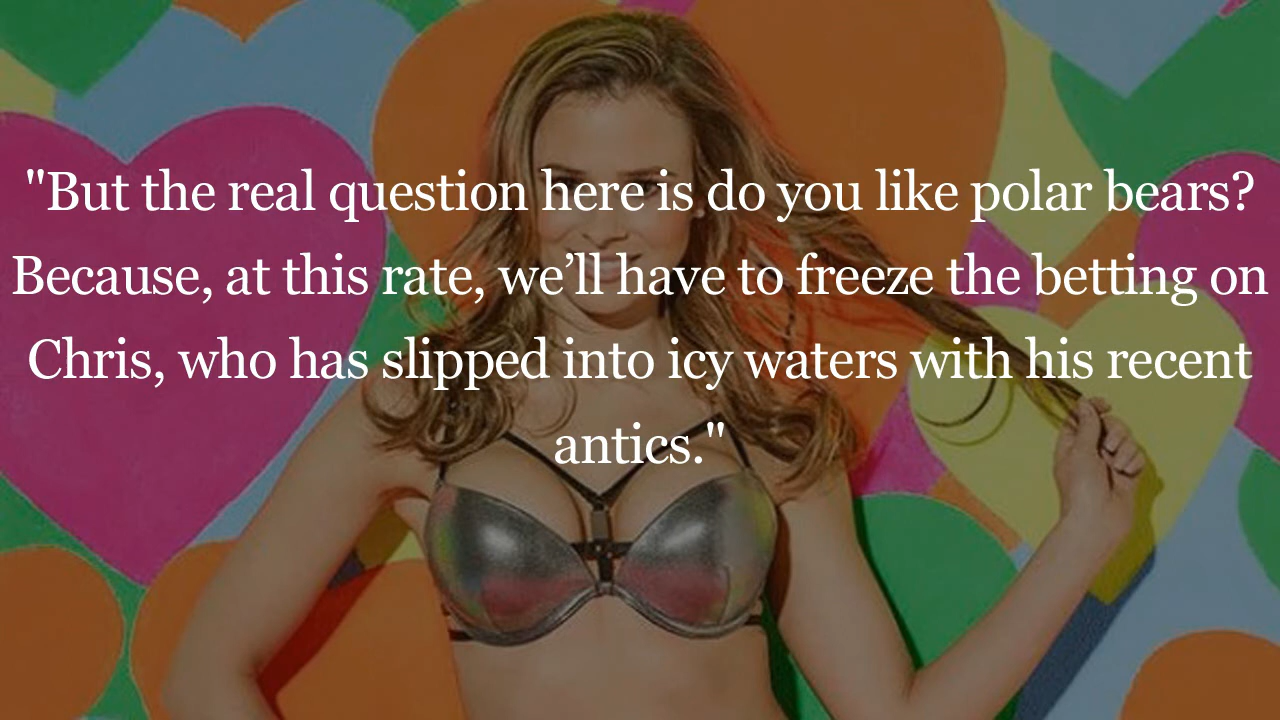 "But the real question here is do you like polar bears?
Because, at this rate, we’ll have to freeze the betting on
Chris, who has slipped into icy waters with his recent
antics."